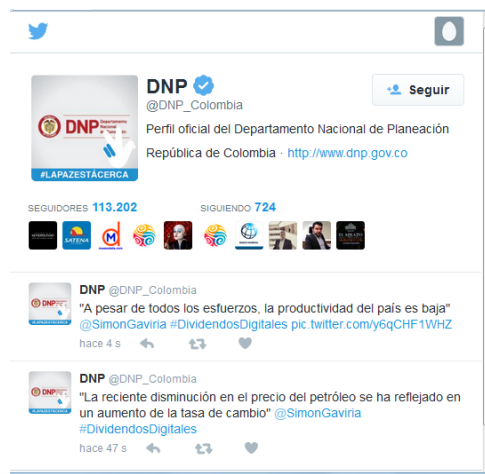 DNP
@DNP_Colombia
Seguir
Perfil oficial del Departamento Nacional de Planeación
República de Colombia · http://www.dnp.gov.co
DNP Departamento
#LAPAZESTÁCERCA
SEGUIDORES 113.202
SIGUIENDO 724
SATENA
DNP @DNP_Colombia
"A pesar de todos los esfuerzos, la productividad del país es baja"
@SimonGaviria #DividendosDigitales pic.twitter.com/y6qCHF1WHZ
hace 4 s
DNP
DNP @DNP_Colombia
"La reciente disminución en el precio del petróleo se ha reflejado en
un aumento de la tasa de cambio" @SimonGaviria
#DividendosDigitales
hace 47 s
DNP